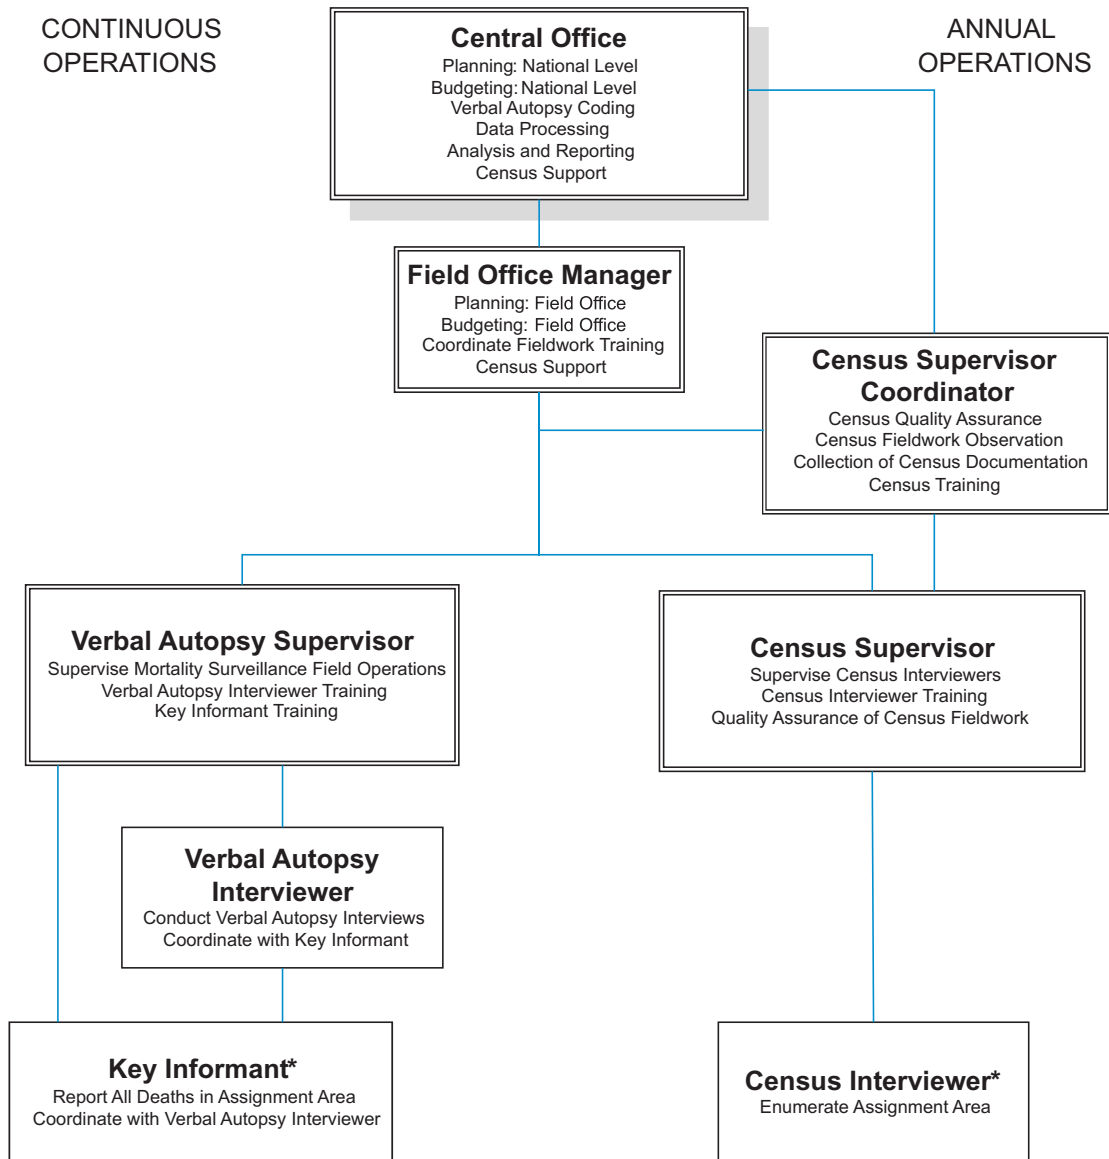 CONTINUOUS
OPERATIONS
ANNUAL
OPERATIONS
Central Office
Planning: National Level
Budgeting: National Level
Verbal Autopsy Coding
Data Processing
Analysis and Reporting
Census Support
Field Office Manager
Planning: Field Office
Budgeting: Field Office
Coordinate Fieldwork Training
Census Support
Census Supervisor
Coordinator
Census Quality Assurance
Census Fieldwork Observation
Collection of Census Documentation
Census Training
Verbal Autopsy Supervisor
Supervise Mortality Surveillance Field Operations
Verbal Autopsy Interviewer Training
Key Informant Training
Census Supervisor
Supervise Census Interviewers
Census Interviewer Training
Quality Assurance of Census Fieldwork
Verbal Autopsy
Interviewer
Conduct Verbal Autopsy Interviews
Coordinate with Key Informant
Key Informant*
Report All Deaths in Assignment Area
Coordinate with Verbal Autopsy Interviewer
Census Interviewer*
Enumerate Assignment Area